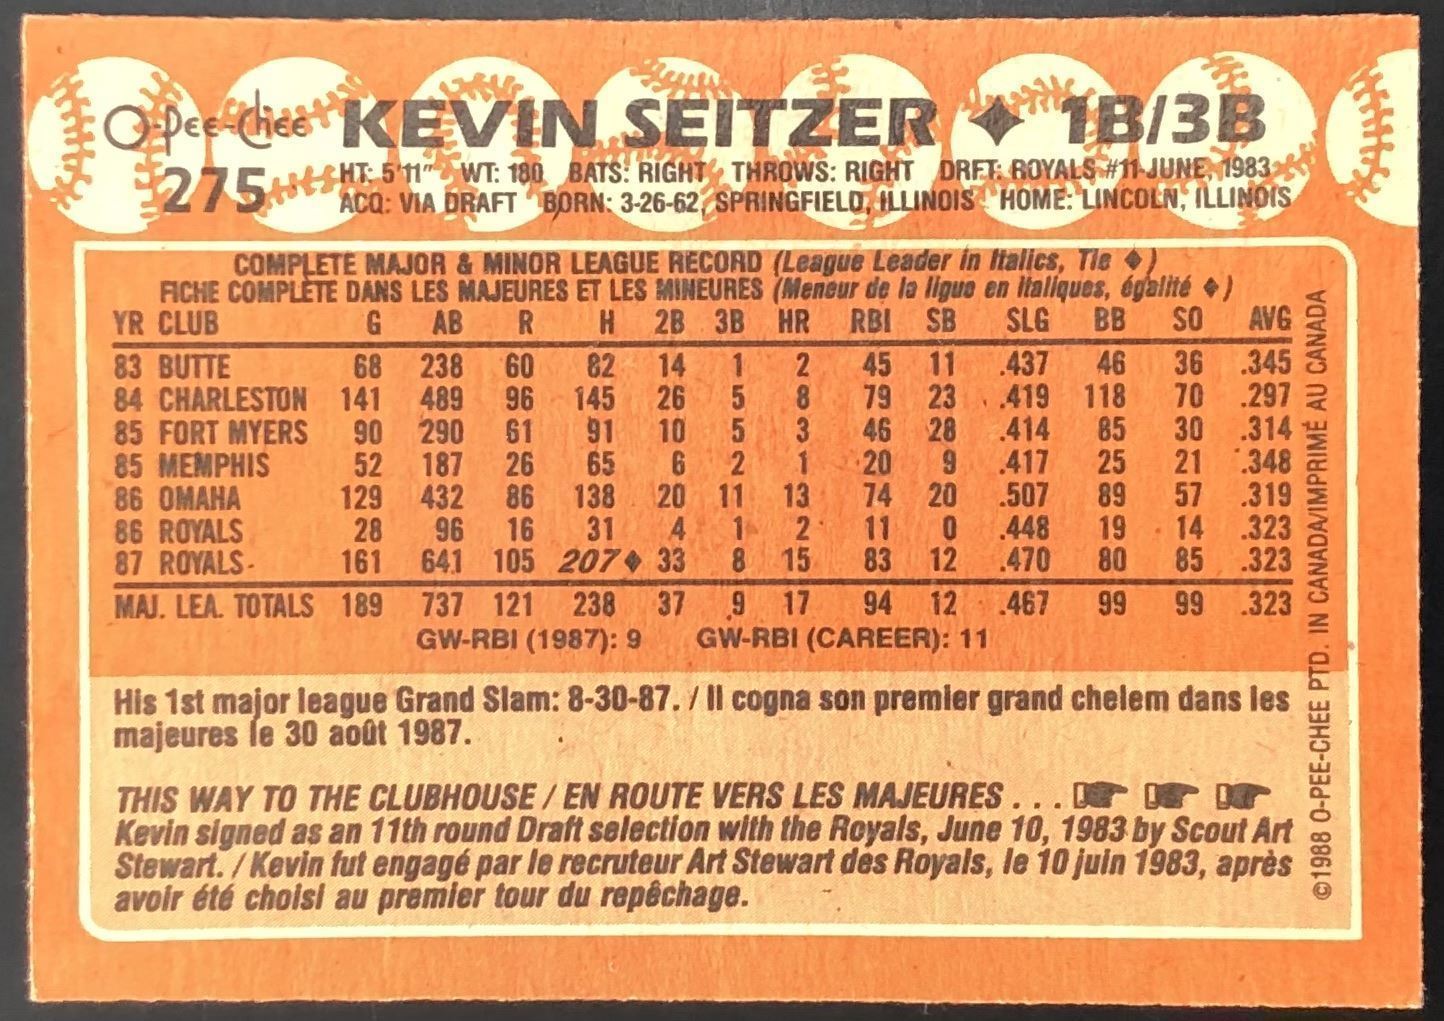 O-Pee-Chee KEVIN SEITZER ◆ 1B/3B
275 HT: 5'11" WT: 180 BATS: RIGHT THROWS: RIGHT DRFT: ROYALS #11-JUNE, 1983
ACQ: VIA DRAFT BORN: 3-26-62, SPRINGFIELD, ILLINOIS HOME: LINCOLN, ILLINOIS
COMPLETE MAJOR & MINOR LEAGUE RECORD (League Leader in Italics, Tie ◆)
FICHE COMPLÈTE DANS LES MAJEURES ET LES MINEURES (Meneur de la ligue en italiques, égalité ◆)
YR CLUB G AB R H 2B 3B HR RBI SB SLG BB SO AVG
83 BUTTE 68 238 60 82 14 1 2 45 11 .437 46 36 .345
84 CHARLESTON 141 489 96 145 26 5 8 79 23 .419 118 70 .297
85 FORT MYERS 90 290 61 91 10 5 3 46 28 .414 85 30 .314
85 MEMPHIS 52 187 26 65 6 2 1 20 9 .417 25 21 .348
86 OMAHA 129 432 86 138 20 11 13 74 20 .507 89 57 .319
86 ROYALS 28 96 16 31 4 1 2 11 0 .448 19 14 .323
87 ROYALS 161 641 105 207◆ 33 8 15 83 12 .470 80 85 .323
MAJ. LEA. TOTALS 189 737 121 238 37 9 17 94 12 .467 99 99 .323
GW-RBI (1987): 9 GW-RBI (CAREER): 11
His 1st major league Grand Slam: 8-30-87. / Il cogna son premier grand chelem dans les
majeures le 30 août 1987.
THIS WAY TO THE CLUBHOUSE / EN ROUTE VERS LES MAJEURES . . .
Kevin signed as an 11th round Draft selection with the Royals, June 10, 1983 by Scout Art
Stewart. / Kevin fut engagé par le recruteur Art Stewart des Royals, le 10 juin 1983, après
avoir été choisi au premier tour du repêchage.
©1988 O-PEE-CHEE PTD. IN CANADA/IMPRIMÉ AU CANADA